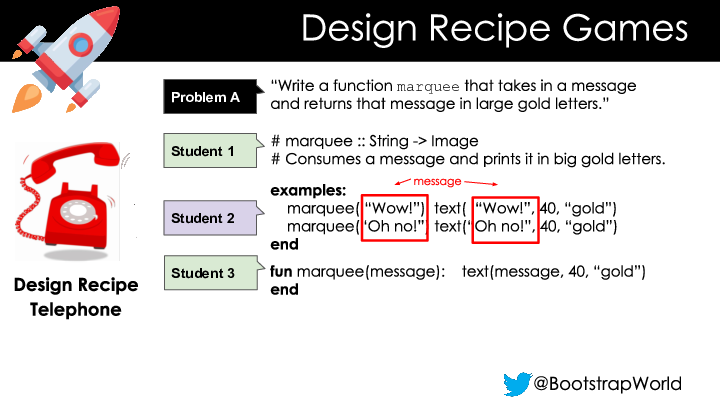 Design Recipe Games
Problem A
“Write a function marquee that takes in a message
and returns that message in large gold letters.”
Student 1
# marquee :: String -> Image
# Consumes a message and prints it in big gold letters.
message
Student 2
examples:
marquee( “Wow!”) text( “Wow!”, 40, “gold”)
marquee(“Oh no!”, text(“Oh no!”, 40, “gold”)
end
Student 3
fun marquee(message): text(message, 40, “gold”)
end
Design Recipe
Telephone
@BootstrapWorld